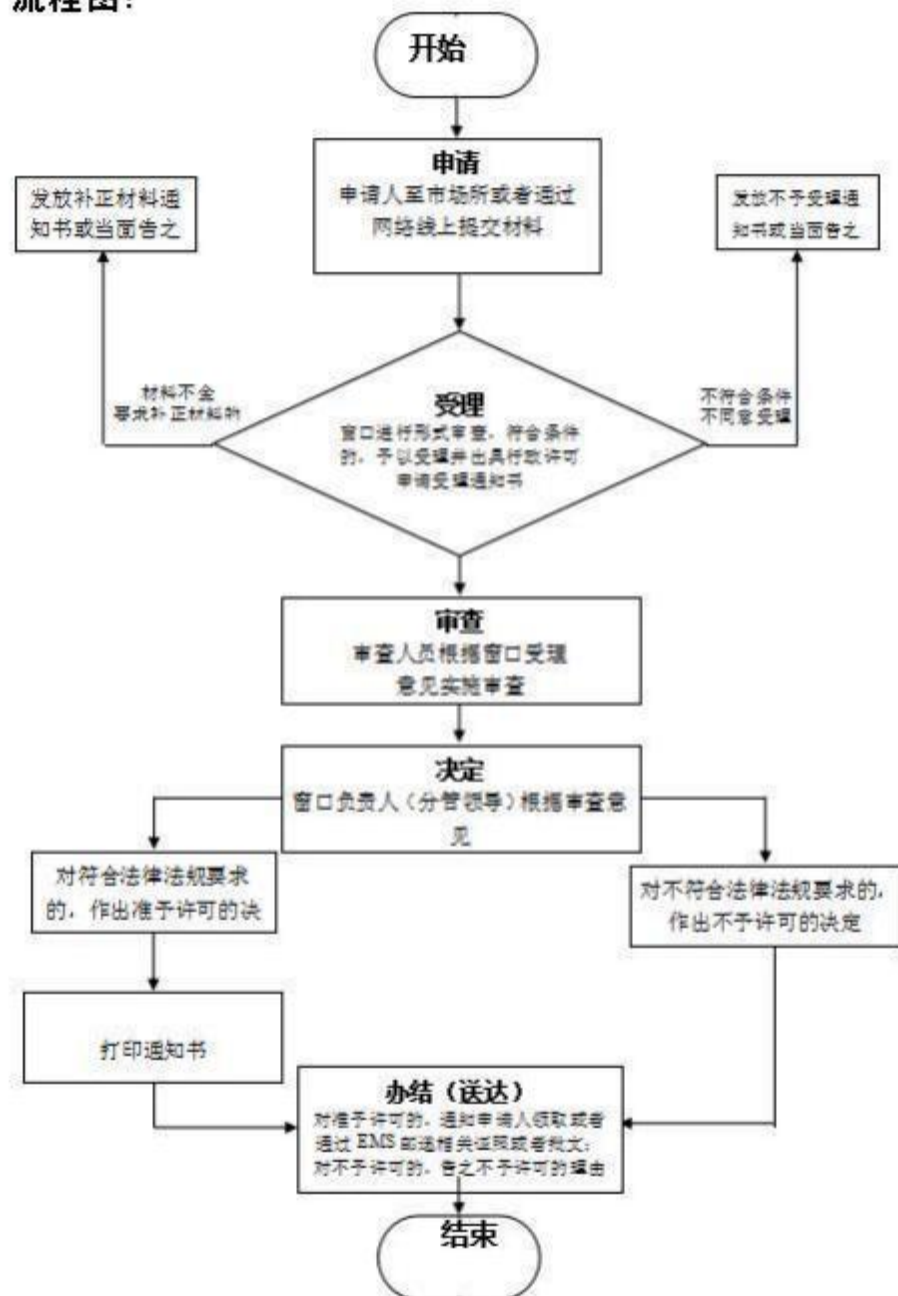 流程图：
开始
申请
申请人至市场所或者通过
网络线上提交材料
发放补正材料通
知书或当面告之
发放不予受理通
知书或当面告之
材料不全
要求补正材料的
不符合条件
不同意受理
受理
窗口进行形式审查，符合条件
的，予以受理并出具行政许可
申请受理通知书
审查
审查人员根据窗口受理
意见实施审查
决定
窗口负责人（分管领导）根据审查意
见
对符合法律法规要求
的，作出准予许可的决
对不符合法律法规要求的，
作出不予许可的决定
打印通知书
办结（送达）
对准予许可的，通知申请人领取或者
通过 EMS 邮递相关证照或者批文；
对不予许可的，告之不予许可的理由
结束